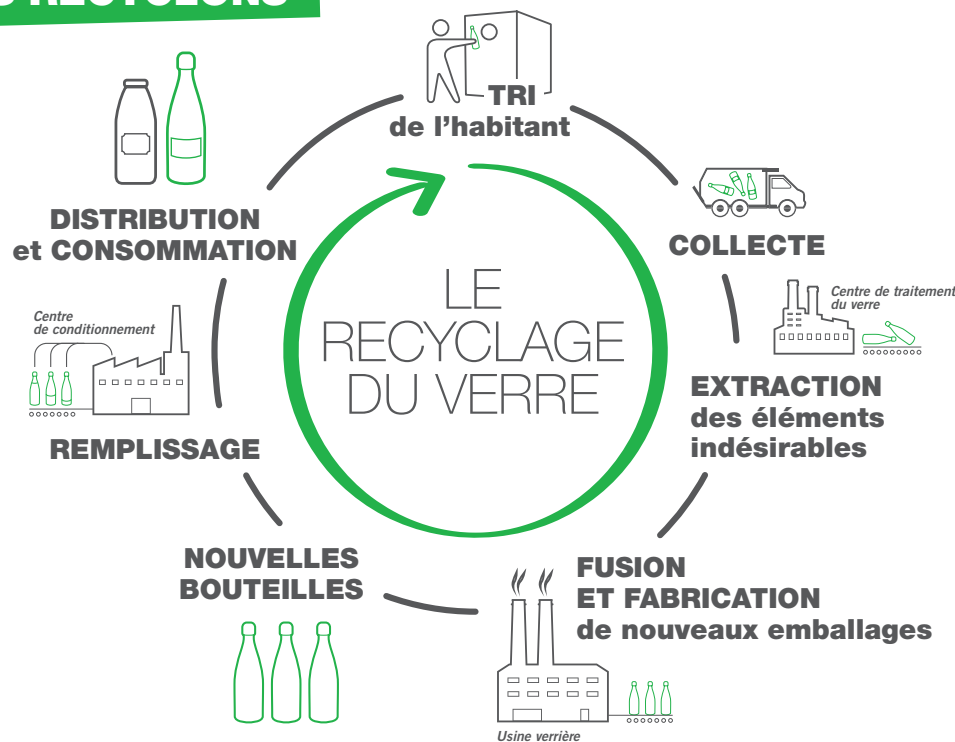 RECYCLONS
TRI
de l'habitant
COLLECTE
Centre de traitement
du verre
EXTRACTION
des éléments
indésirables
FUSION
ET FABRICATION
de nouveaux emballages
Usine verrière
NOUVELLES
BOUTEILLES
REMPLISSAGE
Centre
de conditionnement
DISTRIBUTION
et CONSOMMATION
LE
RECYCLAGE
DU VERRE